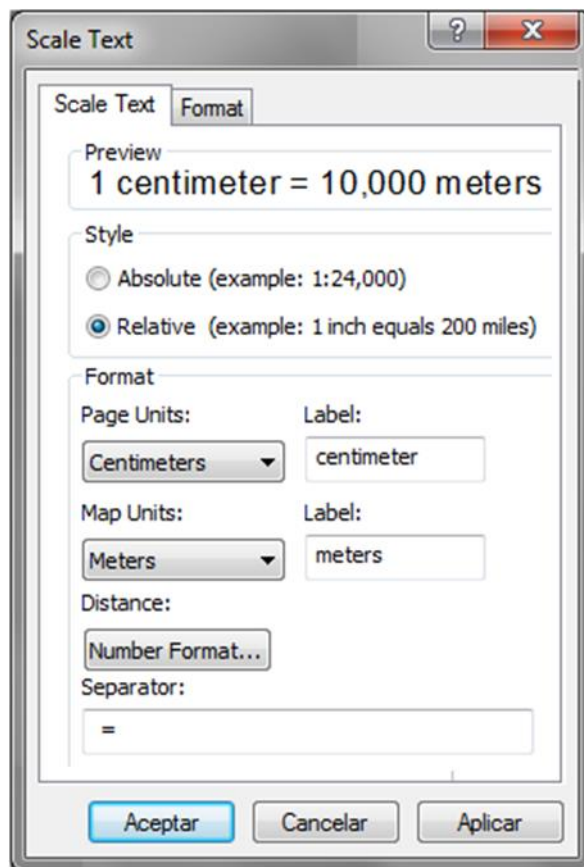 Scale Text
?
X
Scale Text Format
Preview
1 centimeter = 10,000 meters
Style
Absolute (example: 1:24,000)
Relative (example: 1 inch equals 200 miles)
Format
Page Units: Label:
Centimeters centimeter
Map Units: Label:
Meters meters
Distance:
Number Format...
Separator:
=
Aceptar Cancelar Aplicar